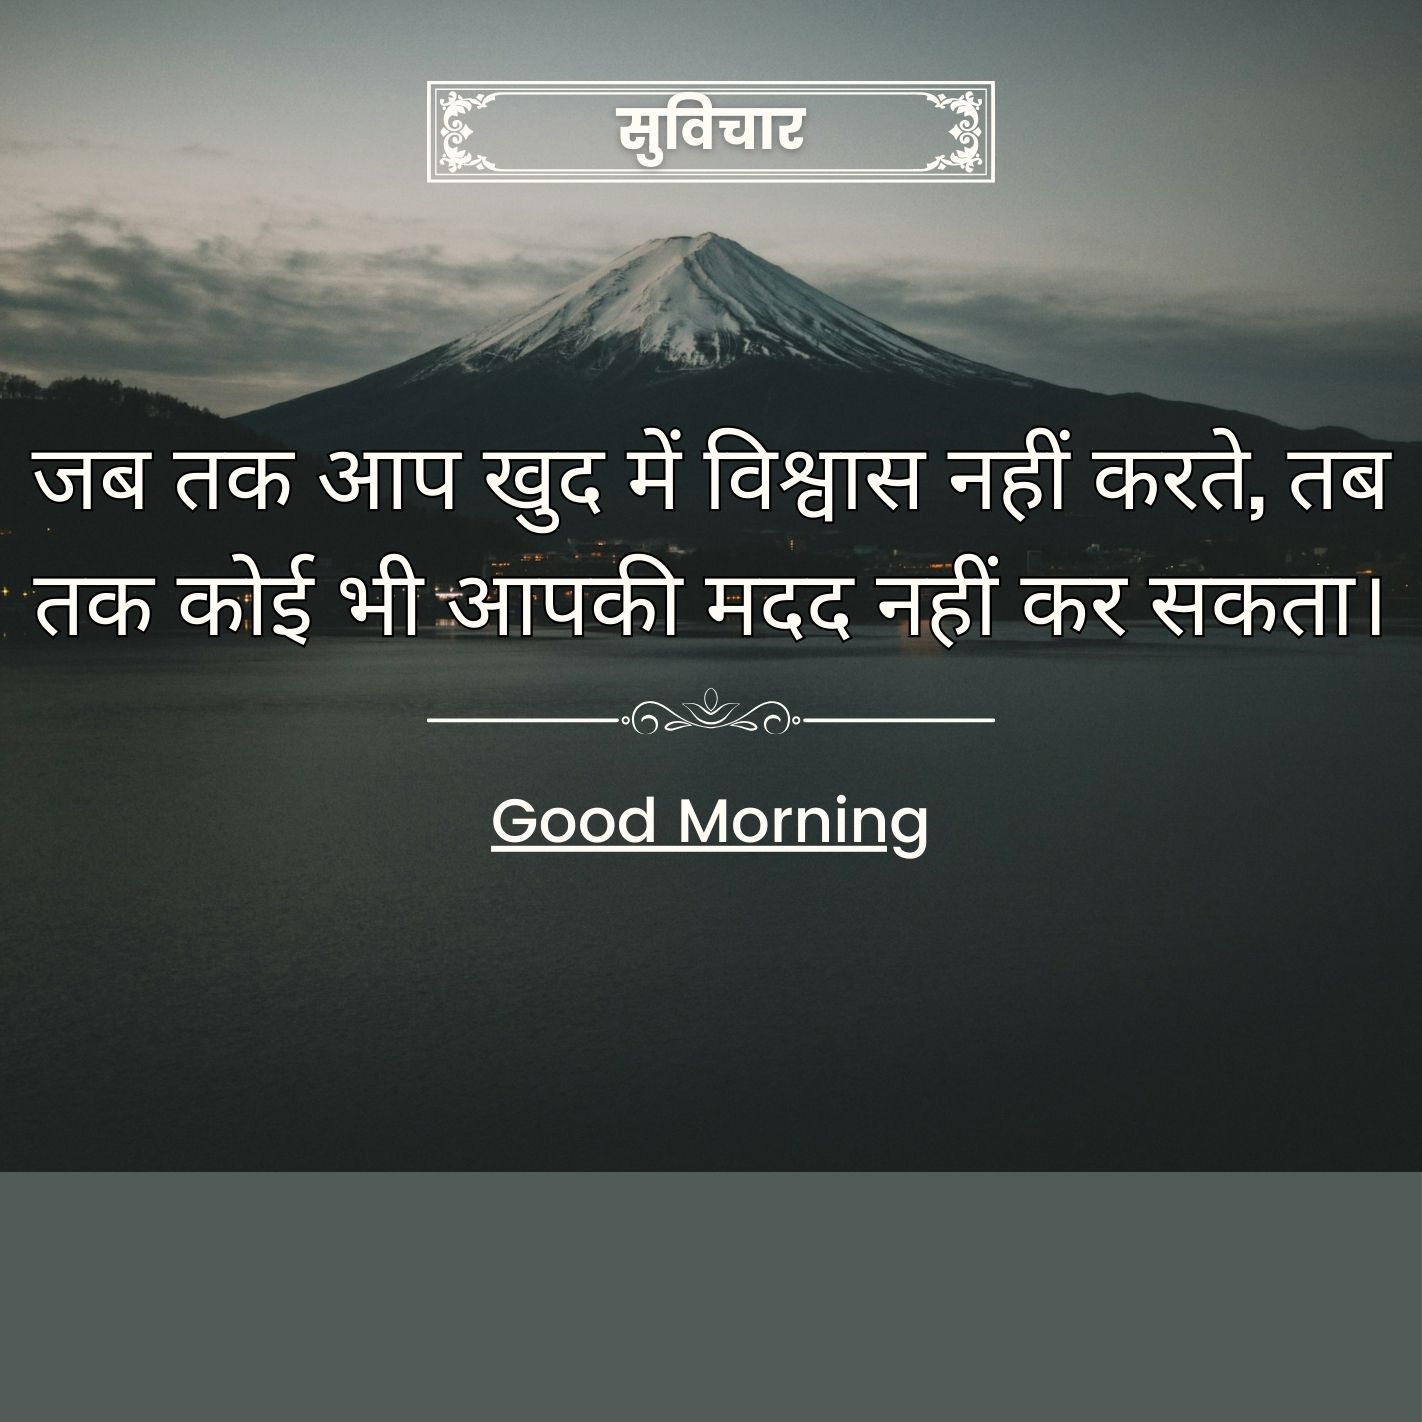 सुविचार
जब तक आप खुद में विश्वास नहीं करते, तब
तक कोई भी आपकी मदद नहीं कर सकता।
Good Morning